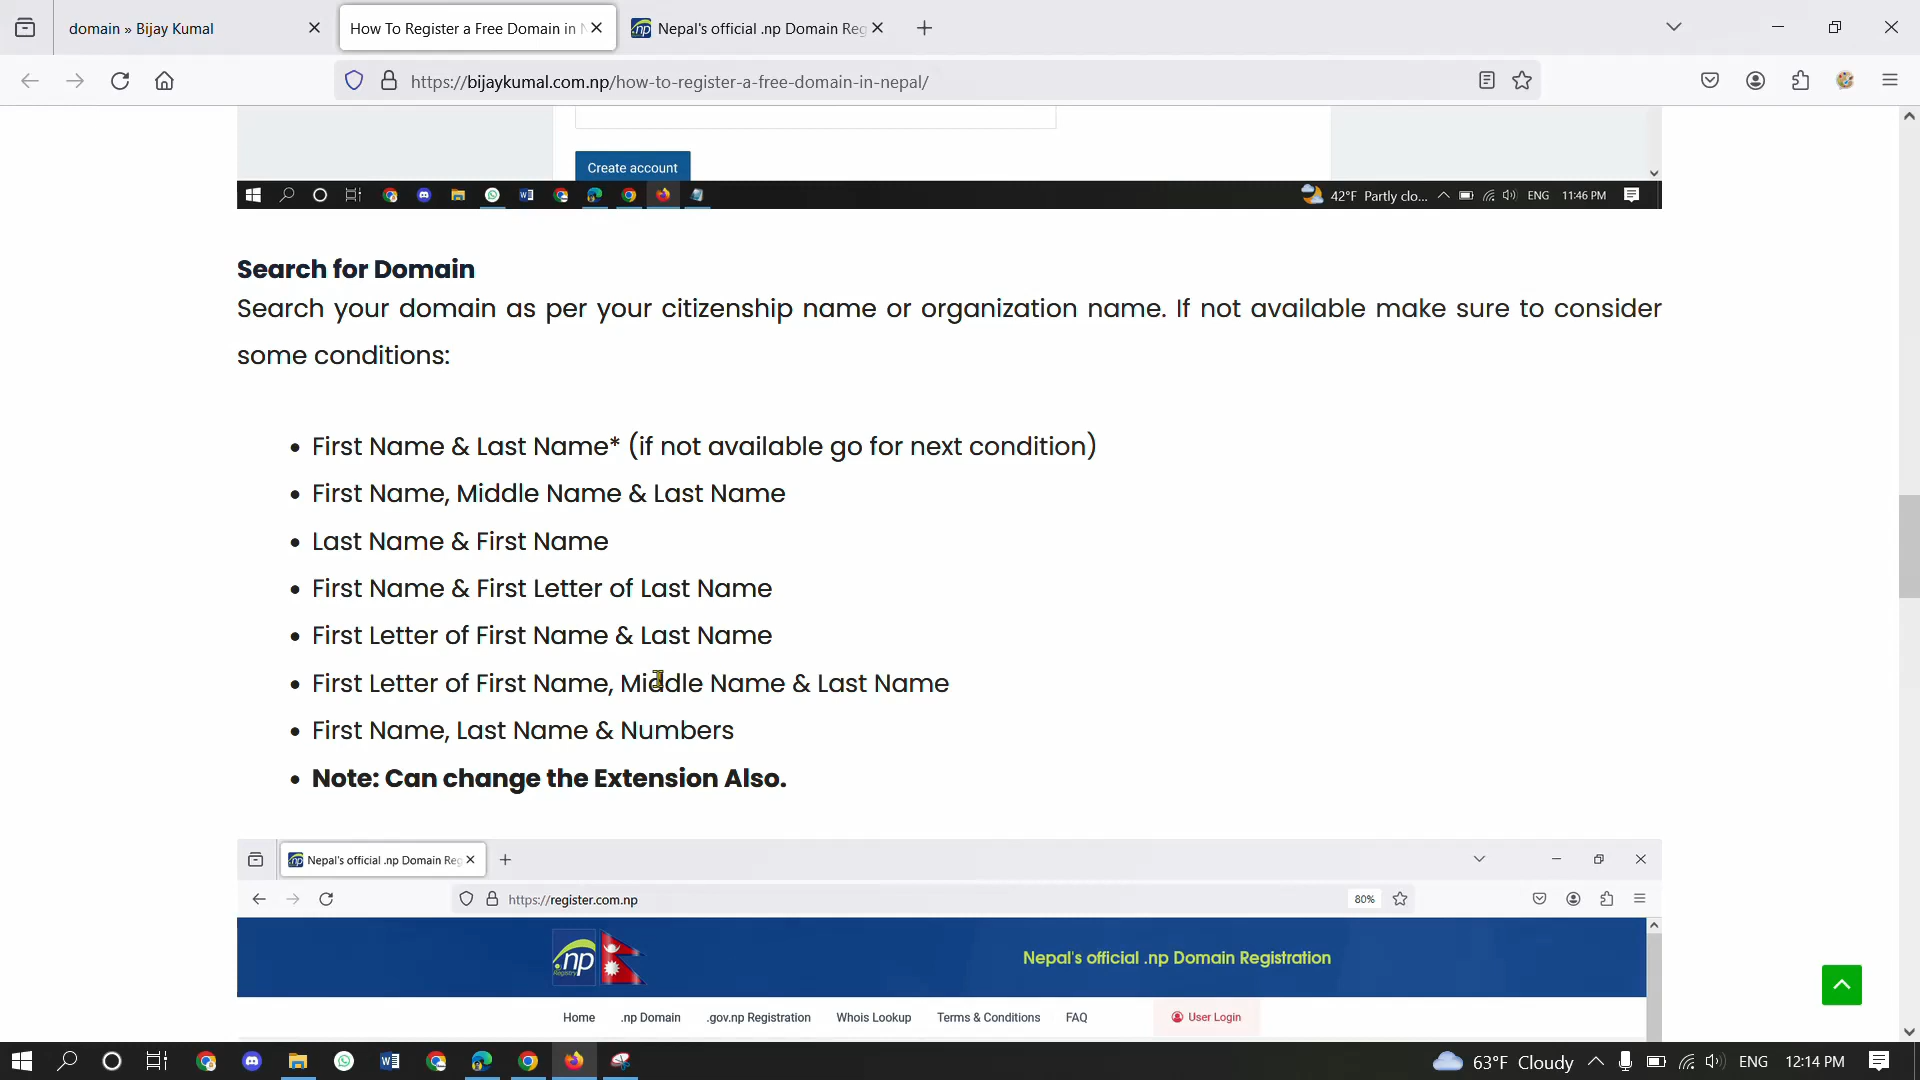 domain » Bijay Kumal
How To Register a Free Domain in N
.np Nepal's official .np Domain Reg
https://bijaykumal.com.np/how-to-register-a-free-domain-in-nepal/
Create account
42°F Partly clo... ENG 11:46 PM
Search for Domain
Search your domain as per your citizenship name or organization name. If not available make sure to consider
some conditions:
• First Name & Last Name* (if not available go for next condition)
• First Name, Middle Name & Last Name
• Last Name & First Name
• First Name & First Letter of Last Name
• First Letter of First Name & Last Name
• First Letter of First Name, Middle Name & Last Name
• First Name, Last Name & Numbers
• Note: Can change the Extension Also.
.np Nepal's official .np Domain Reg
https://register.com.np 80%
.np Registry
Nepal's official .np Domain Registration
Home .np Domain .gov.np Registration Whois Lookup Terms & Conditions FAQ User Login
63°F Cloudy ENG 12:14 PM